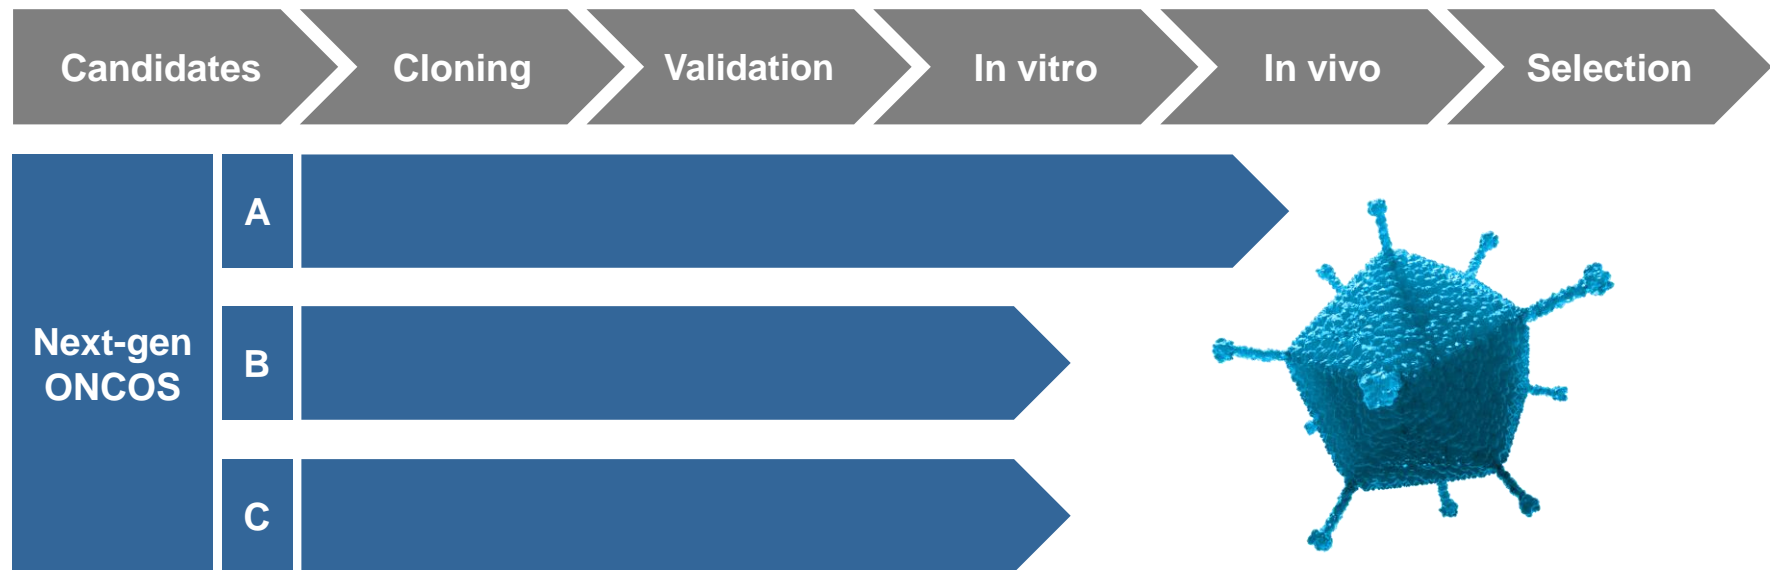 Candidates
Cloning
Validation
In vitro
In vivo
Selection
Next-gen
ONCOS
A
B
C